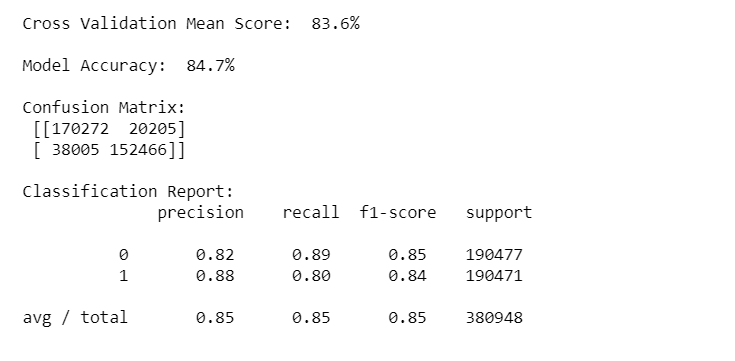 Cross Validation Mean Score:  83.6%
Model Accuracy:  84.7%
Confusion Matrix:
 [[170272  20205]
 [ 38005 152466]]
Classification Report:
              precision    recall  f1-score   support
          0       0.82      0.89      0.85    190477
          1       0.88      0.80      0.84    190471
avg / total       0.85      0.85      0.85    380948